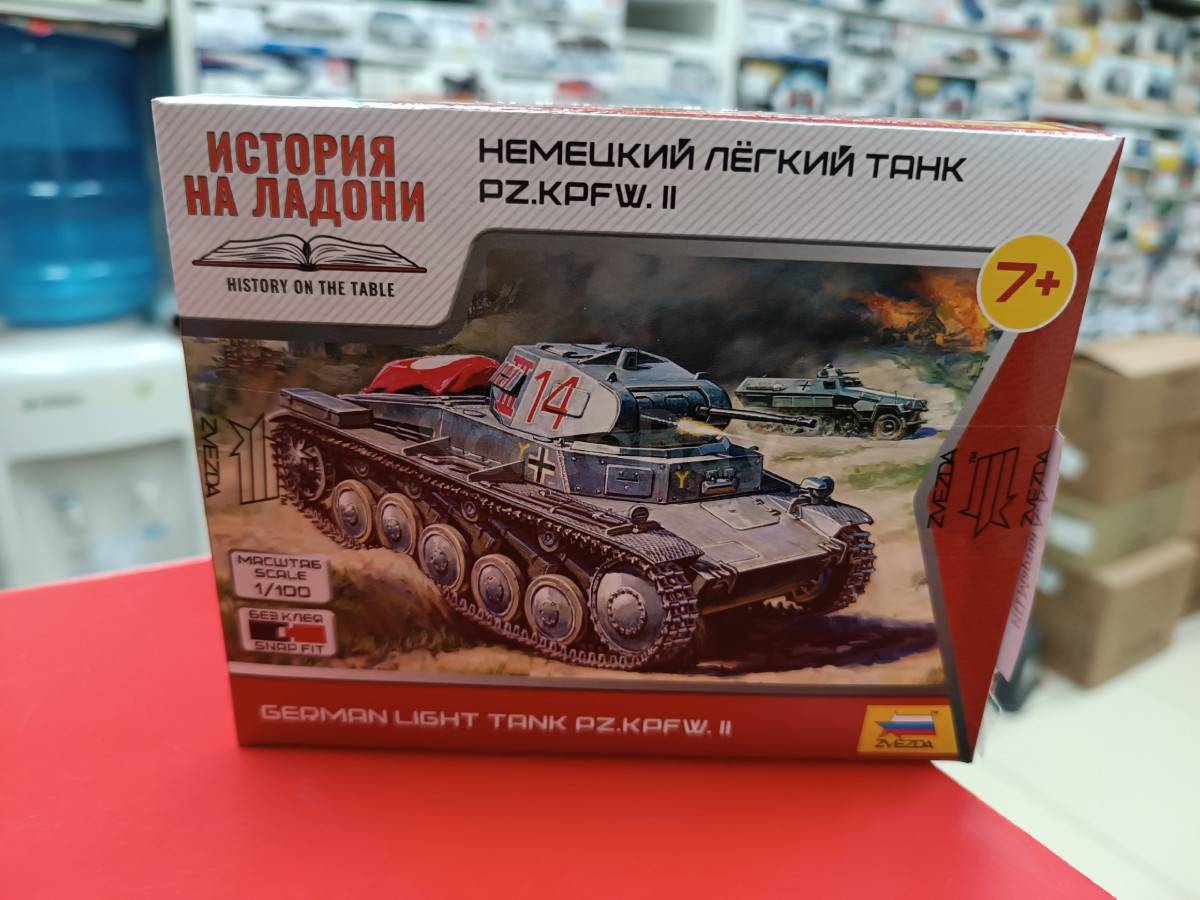 ИСТОРИЯ
НА ЛАДОНИ
HISTORY ON THE TABLE
НЕМЕЦКИЙ ЛЁГКИЙ ТАНК
PZ.KPFW. II
7+
14
Y
Y
ZVEZDA
ZVEZDA
ZVEZDA
МАСШТАБ
SCALE
1/100
БЕЗ КЛЕЯ
SNAP FIT
GERMAN LIGHT TANK PZ.KPFW. II
ZVEZDA